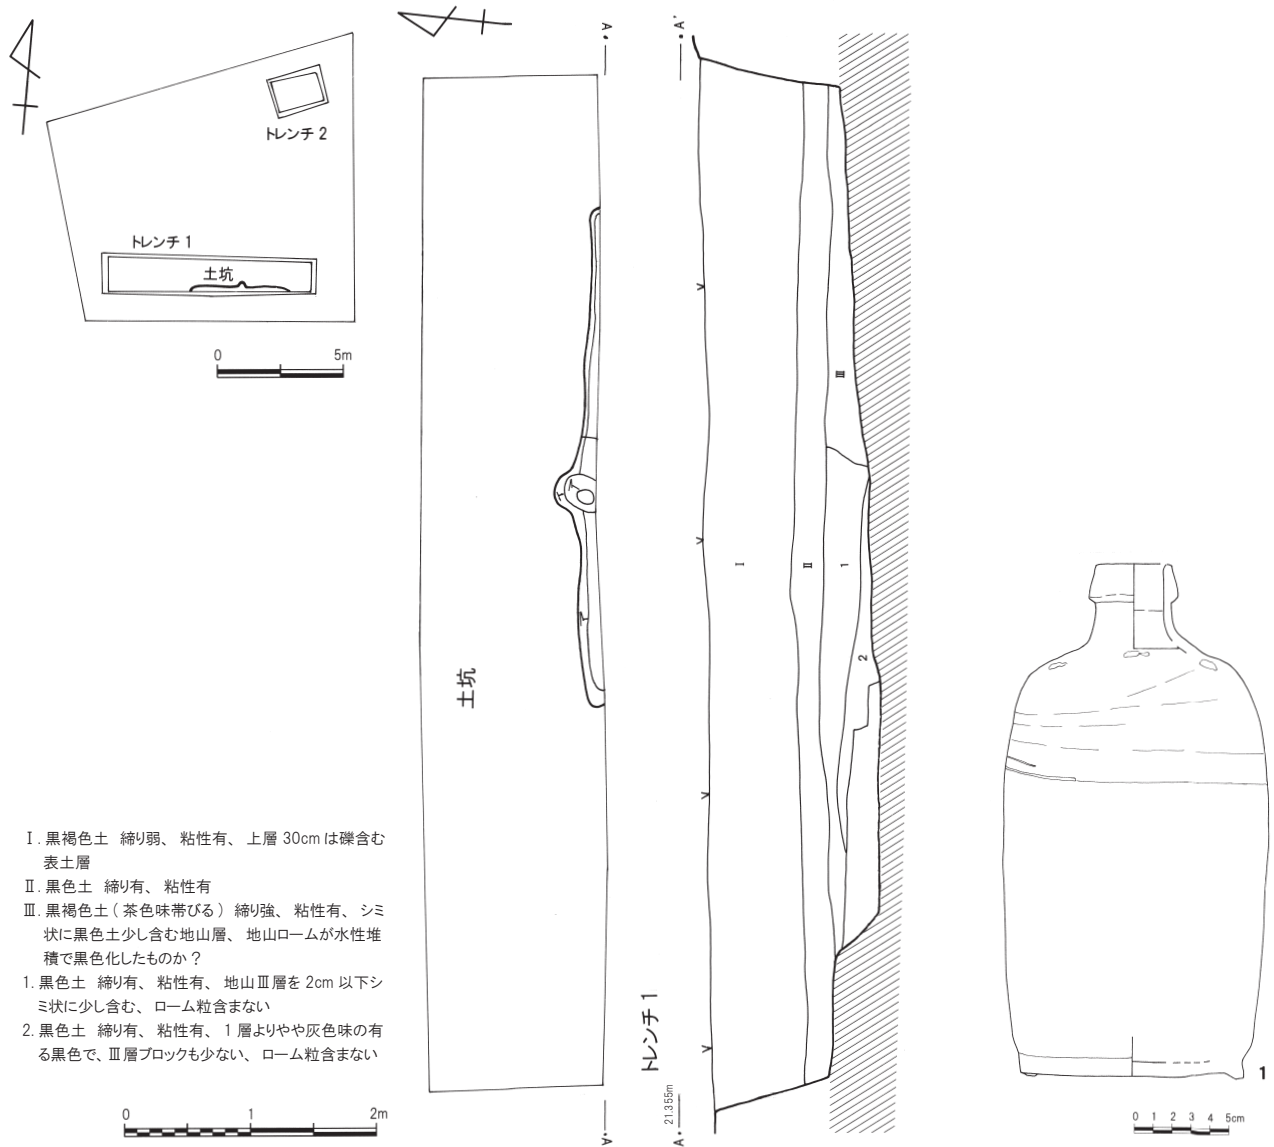 トレンチ 2
トレンチ 1
土坑
0 5m
A
A'
A
A'
土坑
トレンチ 1
21.355m
Ⅰ
Ⅱ
Ⅲ
1
2
Ⅰ. 黒褐色土 締り弱、 粘性有、 上層 30cm は礫含む
表土層
Ⅱ. 黒色土 締り有、 粘性有
Ⅲ. 黒褐色土 ( 茶色味帯びる ) 締り強、 粘性有、 シミ
状に黒色土少し含む地山層、 地山ロームが水性堆
積で黒色化したものか？
1. 黒色土 締り有、 粘性有、 地山Ⅲ層を 2cm 以下シ
ミ状に少し含む、 ローム粒含まない
2. 黒色土 締り有、 粘性有、 1 層よりやや灰色味の有
る黒色で、Ⅲ層ブロックも少ない、 ローム粒含まない
0 1 2m
1
0 1 2 3 4 5cm